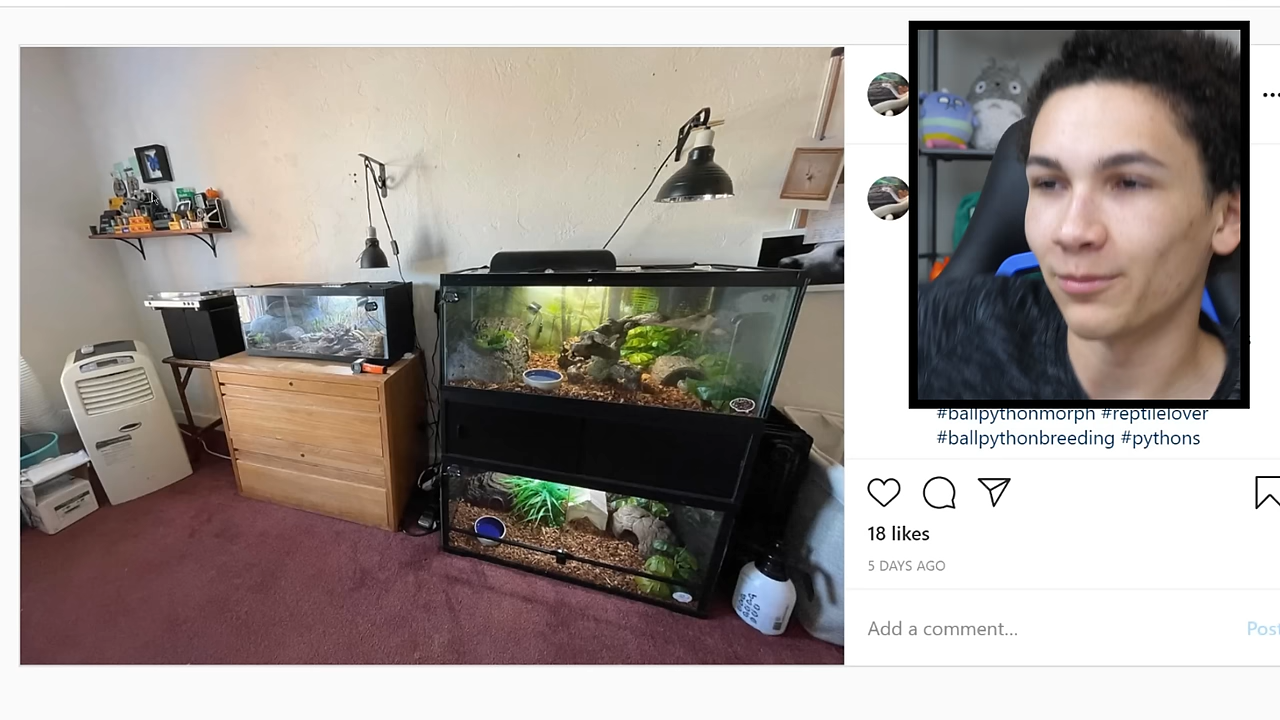 #ballpythonmorph #reptilelover
#ballpythonbreeding #pythons
18 likes
5 DAYS AGO
Add a comment...
Post